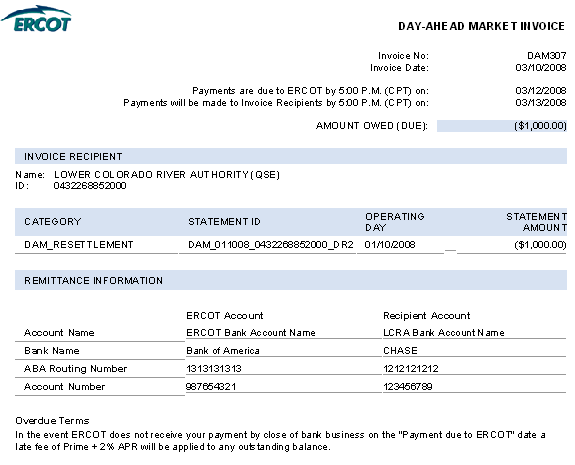 ERCOT
DAY-AHEAD MARKET INVOICE
Invoice No: DAM307
Invoice Date: 03/10/2008
Payments are due to ERCOT by 5:00 P.M. (CPT) on: 03/12/2008
Payments will be made to Invoice Recipients by 5:00 P.M. (CPT) on: 03/13/2008
AMOUNT OWED (DUE): ($1,000.00)
INVOICE RECIPIENT
Name: LOWER COLORADO RIVER AUTHORITY (QSE)
ID: 0432268852000
CATEGORY STATEMENT ID OPERATING DAY STATEMENT AMOUNT
DAM_RESETTLEMENT DAM_011008_0432268852000_DR2 01/10/2008 ($1,000.00)
REMITTANCE INFORMATION
ERCOT Account Recipient Account
Account Name ERCOT Bank Account Name LCRA Bank Account Name
Bank Name Bank of America CHASE
ABA Routing Number 1313131313 1212121212
Account Number 987654321 123456789
Overdue Terms
In the event ERCOT does not receive your payment by close of bank business on the "Payment due to ERCOT" date a
late fee of Prime + 2% APR will be applied to any outstanding balance.